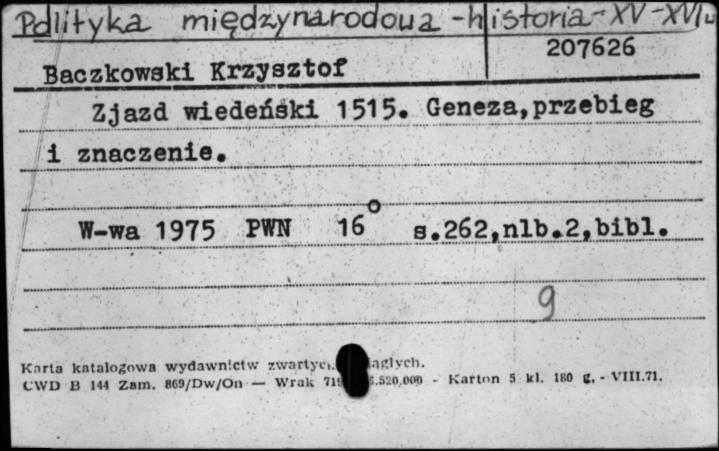 Polityka międzynarodowa - historia - XV - XVI w
207626
Baczkowski Krzysztof
Zjazd wiedeński 1515. Geneza,przebieg
i znaczenie.
W-wa 1975 PWN 16° s.262,nlb.2,bibl.
9
Karta katalogowa wydawnictw
CWD B 144 Zam. 869/Dw/On — Wrak - Karton 5 kl. 180 g. - VIII.71.